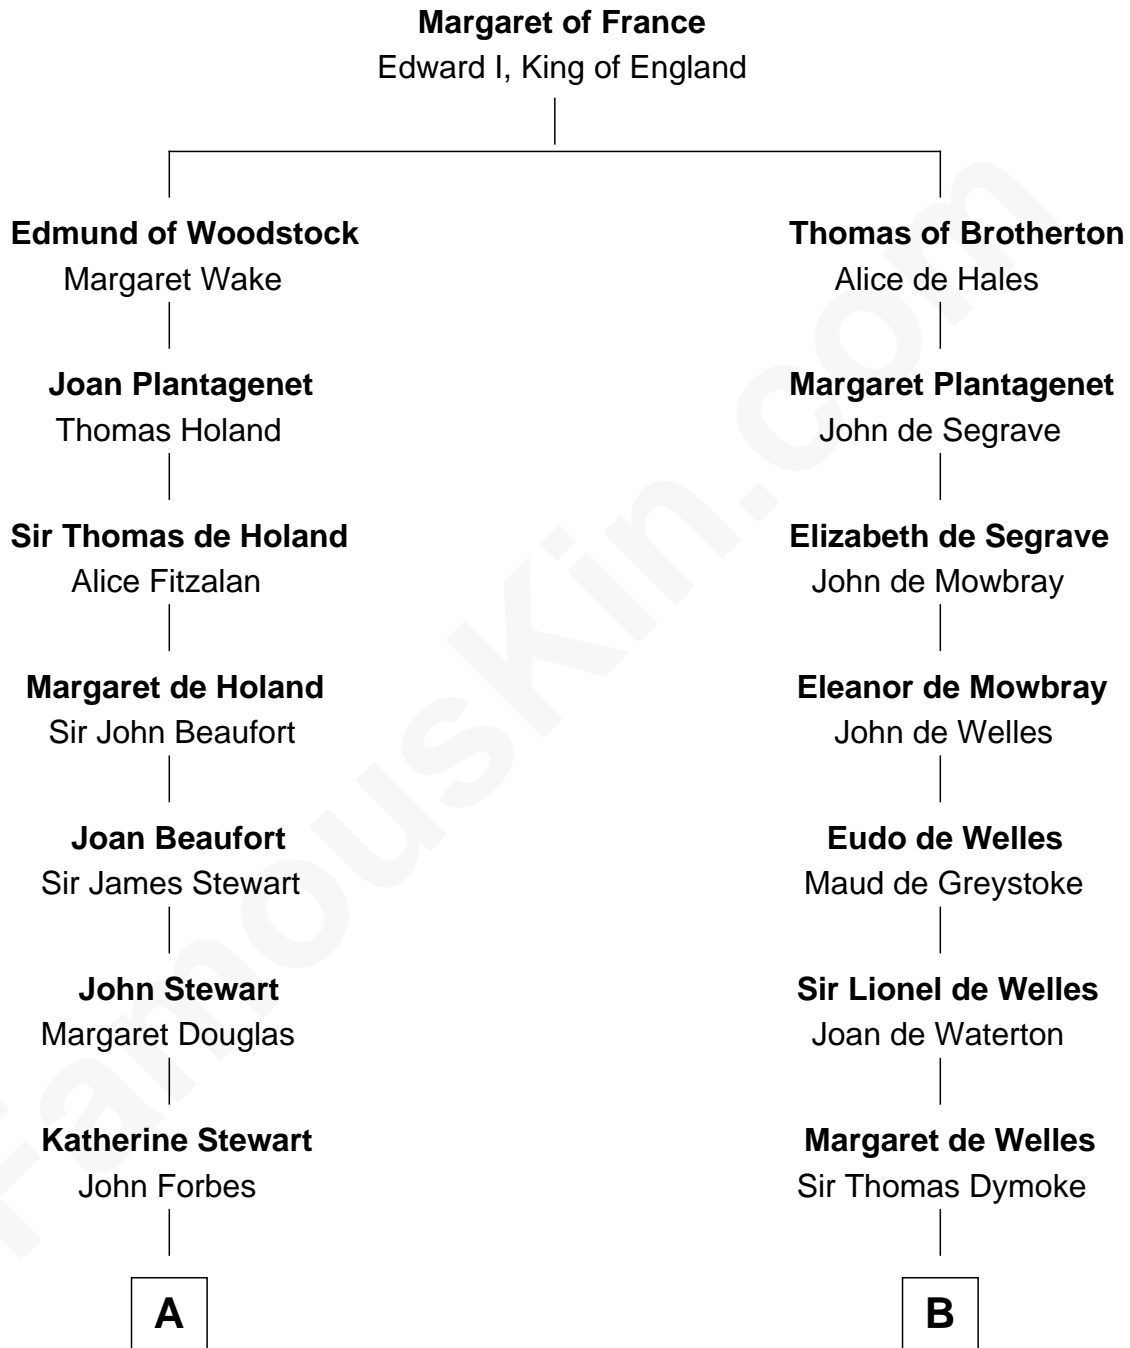 Margaret of France
Edward I, King of England
Edmund of Woodstock
Margaret Wake
Joan Plantagenet
Thomas Holand
Sir Thomas de Holand
Alice Fitzalan
Margaret de Holand
Sir John Beaufort
Joan Beaufort
Sir James Stewart
John Stewart
Margaret Douglas
Katherine Stewart
John Forbes
A
Thomas of Brotherton
Alice de Hales
Margaret Plantagenet
John de Segrave
Elizabeth de Segrave
John de Mowbray
Eleanor de Mowbray
John de Welles
Eudo de Welles
Maud de Greystoke
Sir Lionel de Welles
Joan de Waterton
Margaret de Welles
Sir Thomas Dymoke
B
FamousKin.com